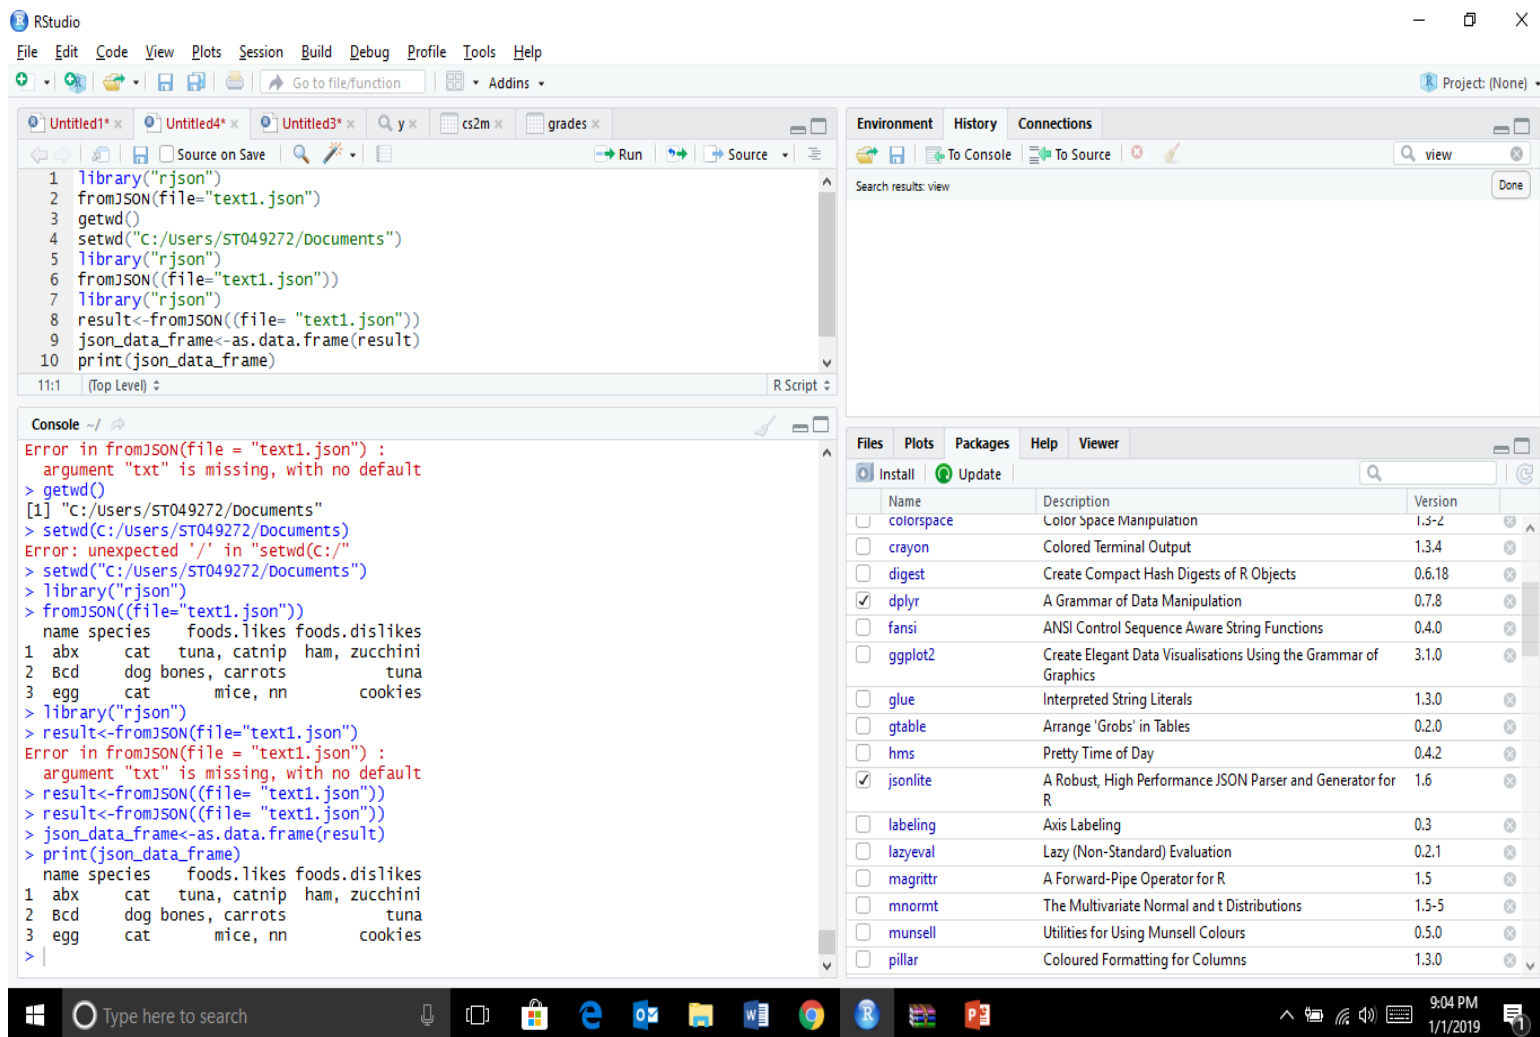 RStudio
File Edit Code View Plots Session Build Debug Profile Tools Help
Go to file/function Addins Project: (None)
Untitled1* Untitled4* Untitled3* y cs2m grades
Source on Save Run Source
1 library("rjson")
2 fromJSON(file="text1.json")
3 getwd()
4 setwd("C:/Users/ST049272/Documents")
5 library("rjson")
6 fromJSON((file="text1.json"))
7 library("rjson")
8 result<-fromJSON((file= "text1.json"))
9 json_data_frame<-as.data.frame(result)
10 print(json_data_frame)
11:1 (Top Level) R Script
Console ~/
Error in fromJSON(file = "text1.json") :
argument "txt" is missing, with no default
> getwd()
[1] "C:/Users/ST049272/Documents"
> setwd(C:/Users/ST049272/Documents)
Error: unexpected '/' in "setwd(C:/"
> setwd("C:/Users/ST049272/Documents")
> library("rjson")
> fromJSON((file="text1.json"))
name species foods.likes foods.dislikes
1 abx cat tuna, catnip ham, zucchini
2 Bcd dog bones, carrots tuna
3 egg cat mice, nn cookies
> library("rjson")
> result<-fromJSON(file="text1.json")
Error in fromJSON(file = "text1.json") :
argument "txt" is missing, with no default
> result<-fromJSON((file= "text1.json"))
> result<-fromJSON((file= "text1.json"))
> json_data_frame<-as.data.frame(result)
> print(json_data_frame)
name species foods.likes foods.dislikes
1 abx cat tuna, catnip ham, zucchini
2 Bcd dog bones, carrots tuna
3 egg cat mice, nn cookies
>
Environment History Connections
To Console To Source view
Search results: view Done
Files Plots Packages Help Viewer
Install Update
Name Description Version
colorspace Color Space Manipulation 1.3-2
crayon Colored Terminal Output 1.3.4
digest Create Compact Hash Digests of R Objects 0.6.18
dplyr A Grammar of Data Manipulation 0.7.8
fansi ANSI Control Sequence Aware String Functions 0.4.0
ggplot2 Create Elegant Data Visualisations Using the Grammar of 3.1.0
Graphics
glue Interpreted String Literals 1.3.0
gtable Arrange 'Grobs' in Tables 0.2.0
hms Pretty Time of Day 0.4.2
jsonlite A Robust, High Performance JSON Parser and Generator for 1.6
R
labeling Axis Labeling 0.3
lazyeval Lazy (Non-Standard) Evaluation 0.2.1
magrittr A Forward-Pipe Operator for R 1.5
mnormt The Multivariate Normal and t Distributions 1.5-5
munsell Utilities for Using Munsell Colours 0.5.0
pillar Coloured Formatting for Columns 1.3.0
Type here to search
9:04 PM
1/1/2019
1